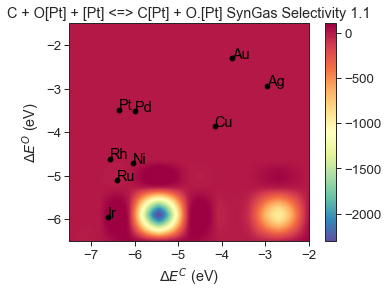 C + O[Pt] + [Pt] <=> C[Pt] + O.[Pt] SynGas Selectivity 1.1
−2
−3
−4
−5
−6
ΔE^O (eV)
Au
Ag
Pt
Pd
Cu
Rh
Ni
Ru
Ir
0
−500
−1000
−1500
−2000
−7
−6
−5
−4
−3
−2
ΔE^C (eV)